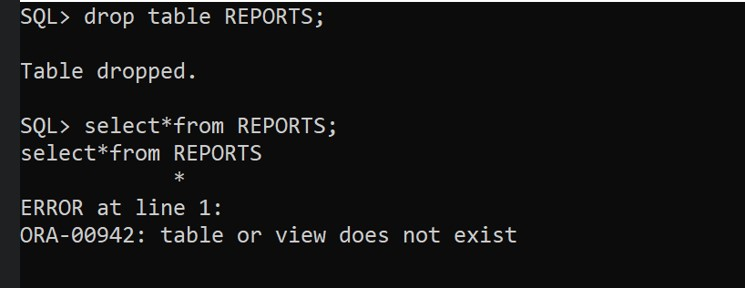 SQL> drop table REPORTS;
Table dropped.
SQL> select*from REPORTS;
select*from REPORTS
*
ERROR at line 1:
ORA-00942: table or view does not exist